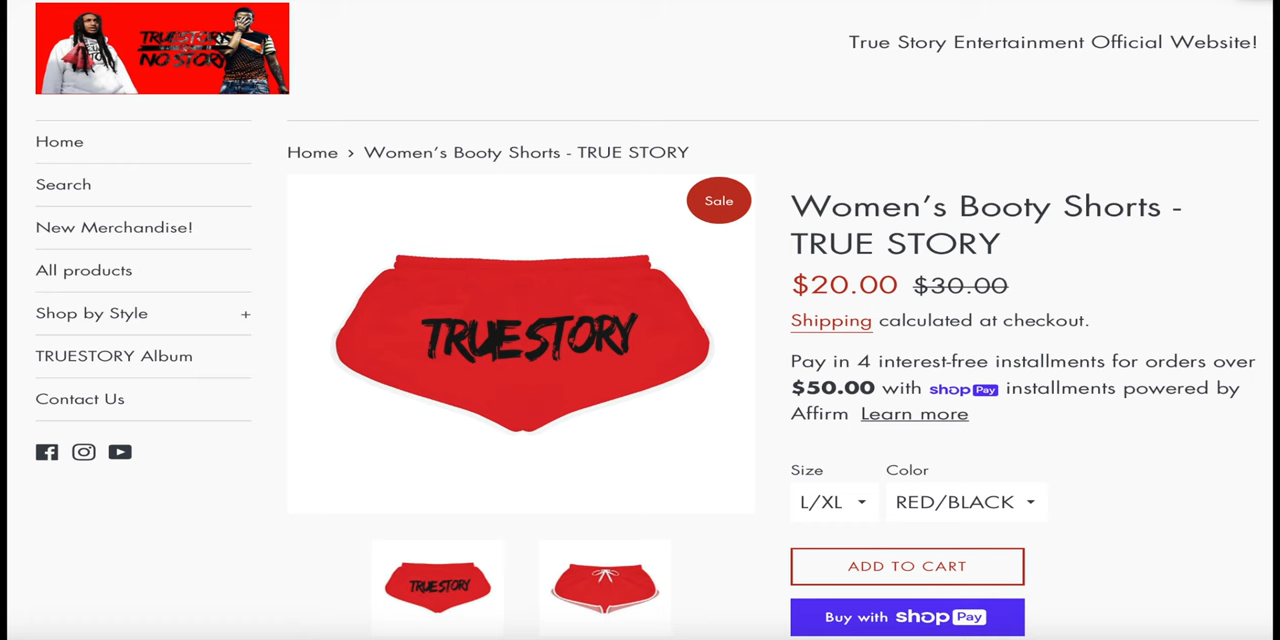 TRUESTORY
NO STORY
True Story Entertainment Official Website!
Home
Search
New Merchandise!
All products
Shop by Style +
TRUESTORY Album
Contact Us
Home › Women’s Booty Shorts - TRUE STORY
Sale
TRUESTORY
TRUESTORY
Women’s Booty Shorts -
TRUE STORY
$20.00 $30.00
Shipping calculated at checkout.
Pay in 4 interest-free installments for orders over
$50.00 with shop Pay installments powered by
Affirm Learn more
Size Color
L/XL RED/BLACK
ADD TO CART
Buy with shop Pay